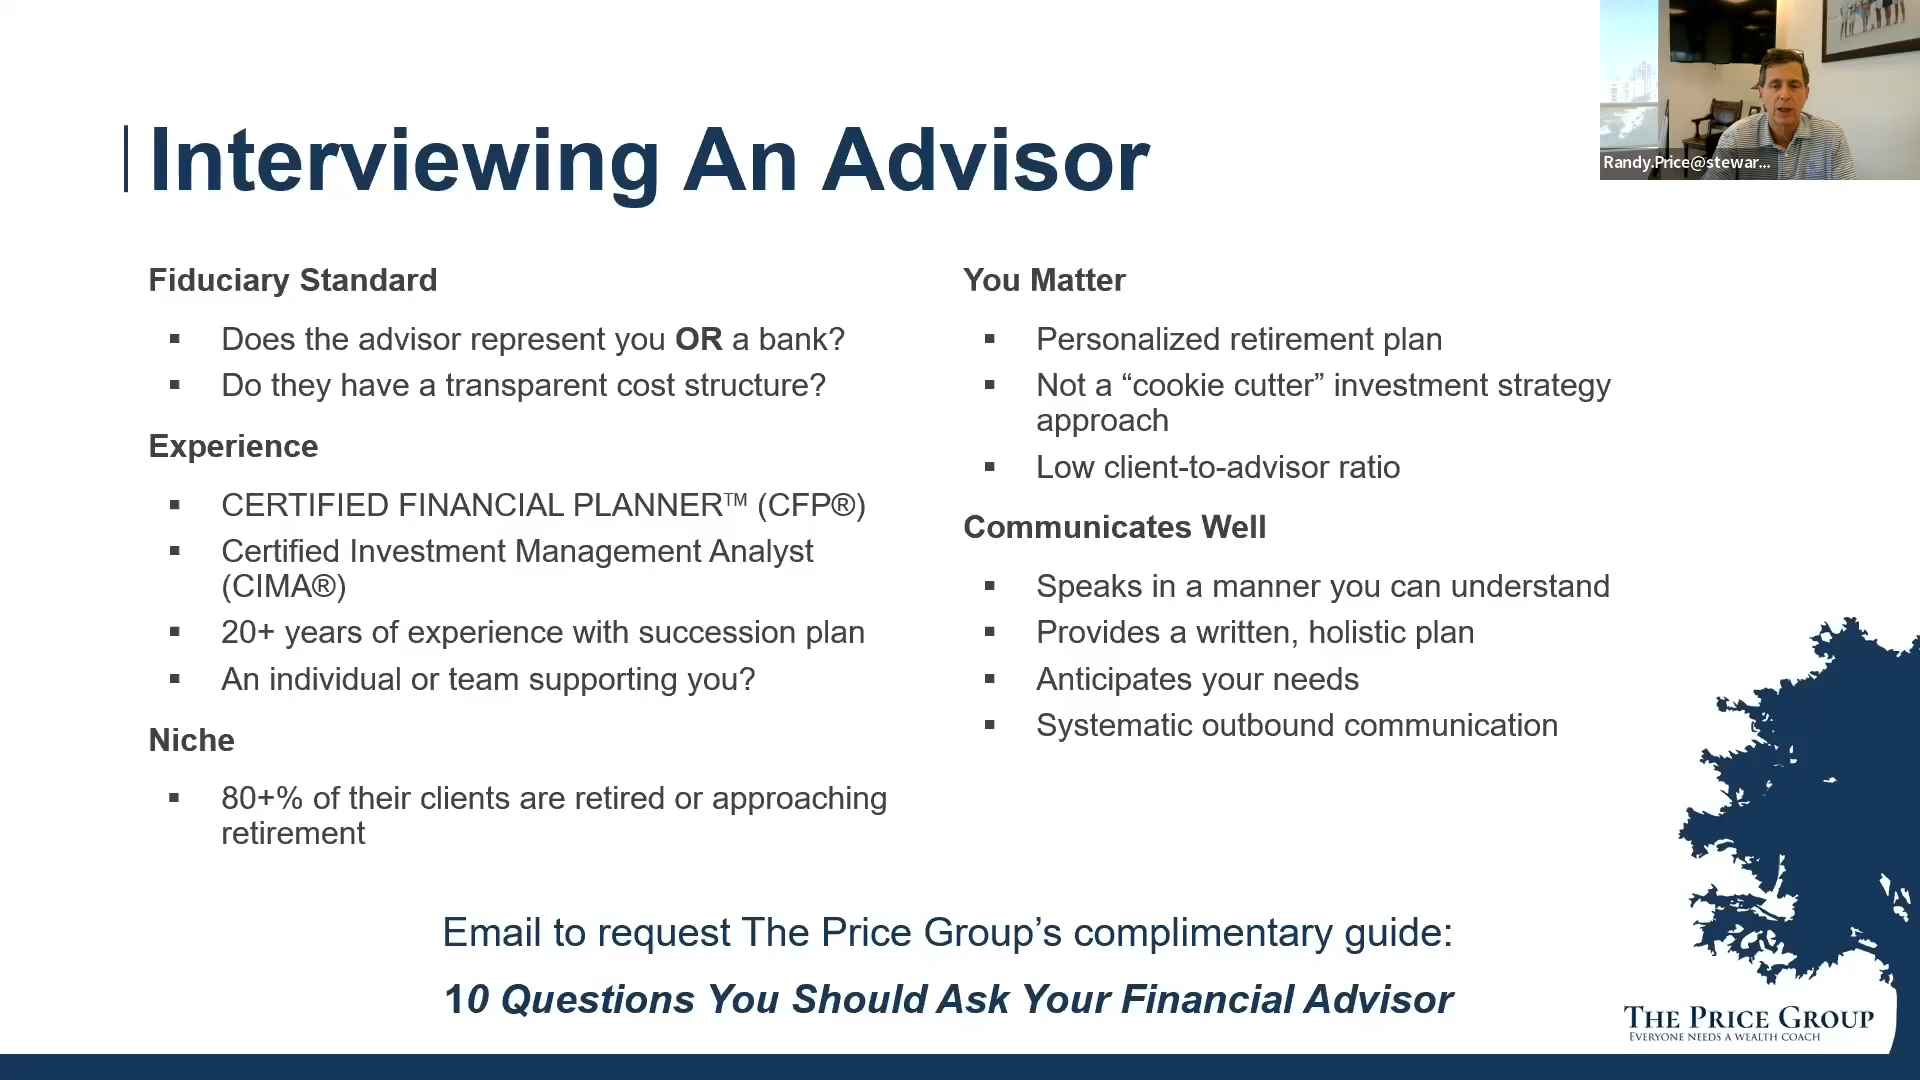 Interviewing An Advisor
Randy.Price@stewar...
Fiduciary Standard
▪ Does the advisor represent you OR a bank?
▪ Do they have a transparent cost structure?
Experience
▪ CERTIFIED FINANCIAL PLANNER™ (CFP®)
▪ Certified Investment Management Analyst
(CIMA®)
▪ 20+ years of experience with succession plan
▪ An individual or team supporting you?
Niche
▪ 80+% of their clients are retired or approaching
retirement
You Matter
▪ Personalized retirement plan
▪ Not a “cookie cutter” investment strategy
approach
▪ Low client-to-advisor ratio
Communicates Well
▪ Speaks in a manner you can understand
▪ Provides a written, holistic plan
▪ Anticipates your needs
▪ Systematic outbound communication
Email to request The Price Group’s complimentary guide:
10 Questions You Should Ask Your Financial Advisor
THE PRICE GROUP
EVERYONE NEEDS A WEALTH COACH